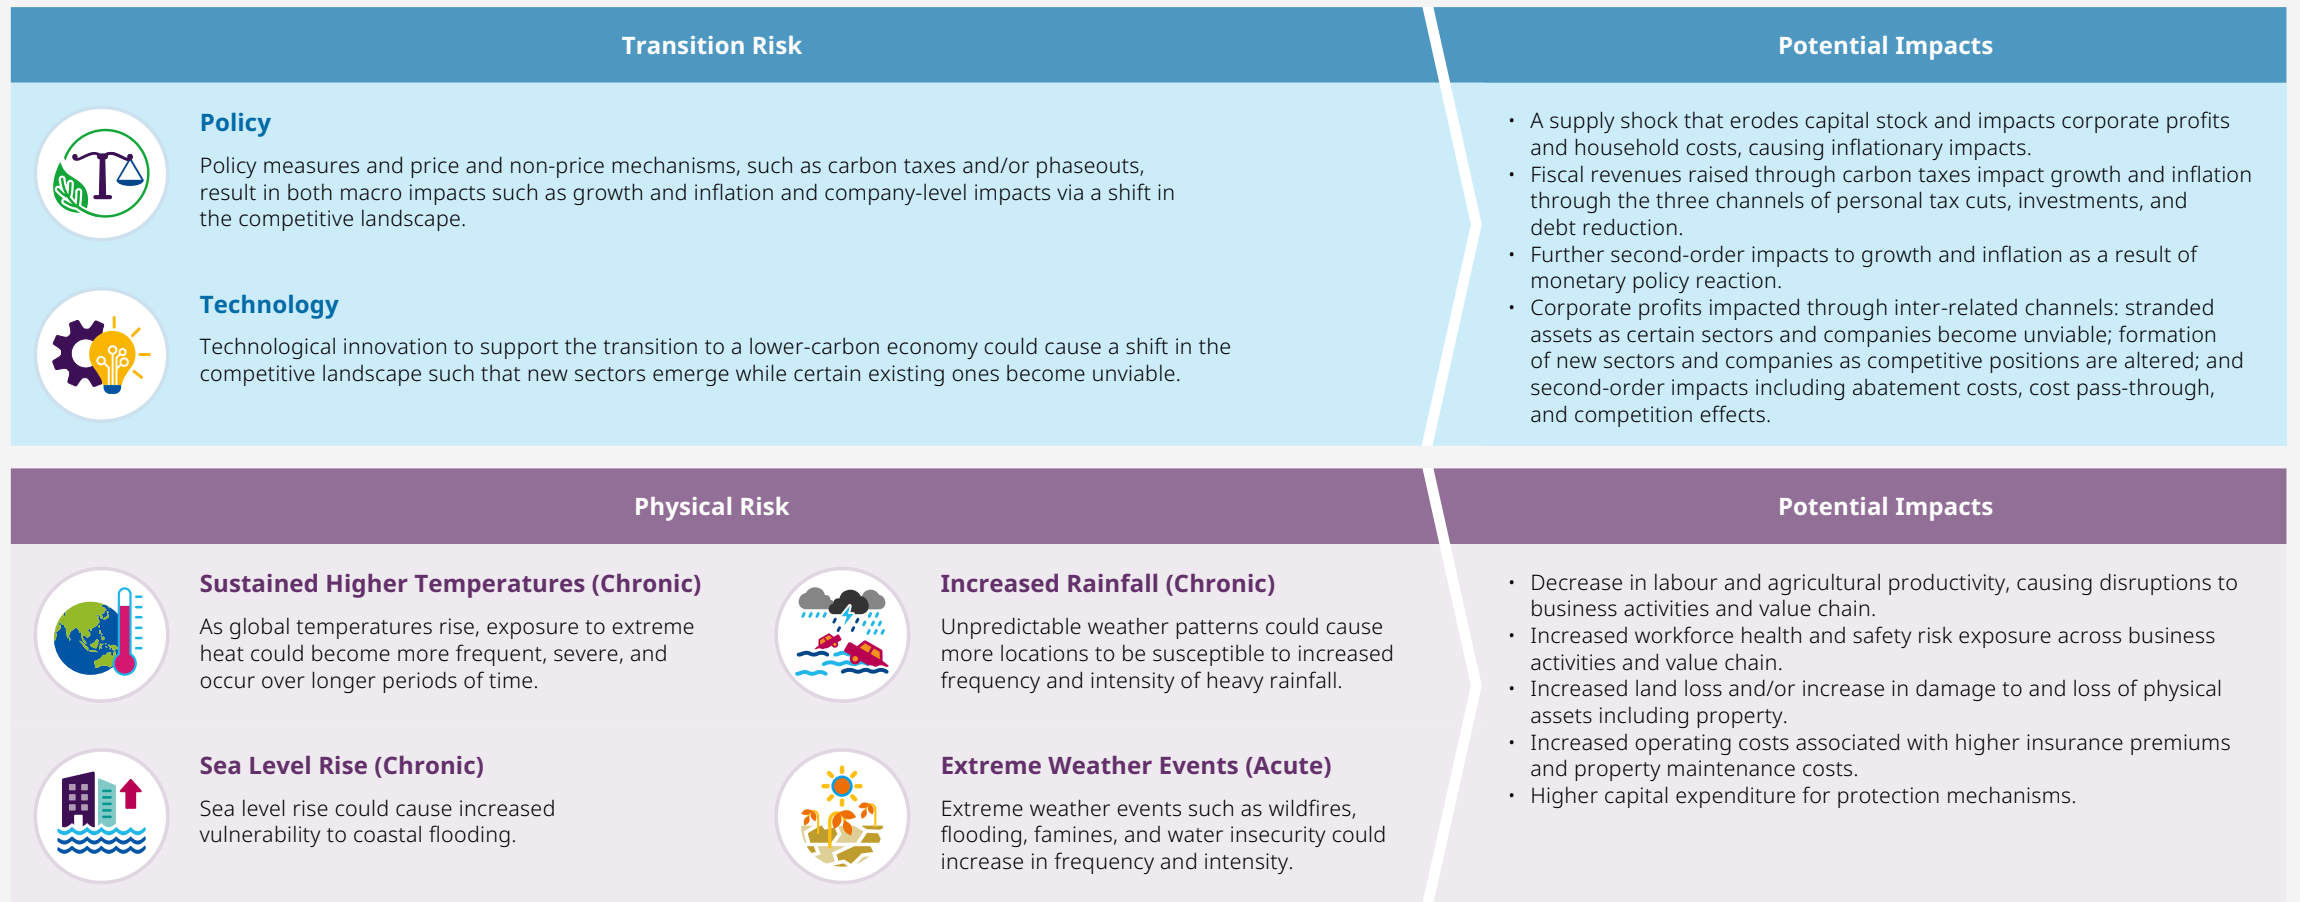 Transition Risk
Potential Impacts
Policy
Policy measures and price and non-price mechanisms, such as carbon taxes and/or phaseouts,
result in both macro impacts such as growth and inflation and company-level impacts via a shift in
the competitive landscape.
Technology
Technological innovation to support the transition to a lower-carbon economy could cause a shift in the
competitive landscape such that new sectors emerge while certain existing ones become unviable.
• A supply shock that erodes capital stock and impacts corporate profits
and household costs, causing inflationary impacts.
• Fiscal revenues raised through carbon taxes impact growth and inflation
through the three channels of personal tax cuts, investments, and
debt reduction.
• Further second-order impacts to growth and inflation as a result of
monetary policy reaction.
• Corporate profits impacted through inter-related channels: stranded
assets as certain sectors and companies become unviable; formation
of new sectors and companies as competitive positions are altered; and
second-order impacts including abatement costs, cost pass-through,
and competition effects.
Physical Risk
Potential Impacts
Sustained Higher Temperatures (Chronic)
As global temperatures rise, exposure to extreme
heat could become more frequent, severe, and
occur over longer periods of time.
Increased Rainfall (Chronic)
Unpredictable weather patterns could cause
more locations to be susceptible to increased
frequency and intensity of heavy rainfall.
Sea Level Rise (Chronic)
Sea level rise could cause increased
vulnerability to coastal flooding.
Extreme Weather Events (Acute)
Extreme weather events such as wildfires,
flooding, famines, and water insecurity could
increase in frequency and intensity.
• Decrease in labour and agricultural productivity, causing disruptions to
business activities and value chain.
• Increased workforce health and safety risk exposure across business
activities and value chain.
• Increased land loss and/or increase in damage to and loss of physical
assets including property.
• Increased operating costs associated with higher insurance premiums
and property maintenance costs.
• Higher capital expenditure for protection mechanisms.